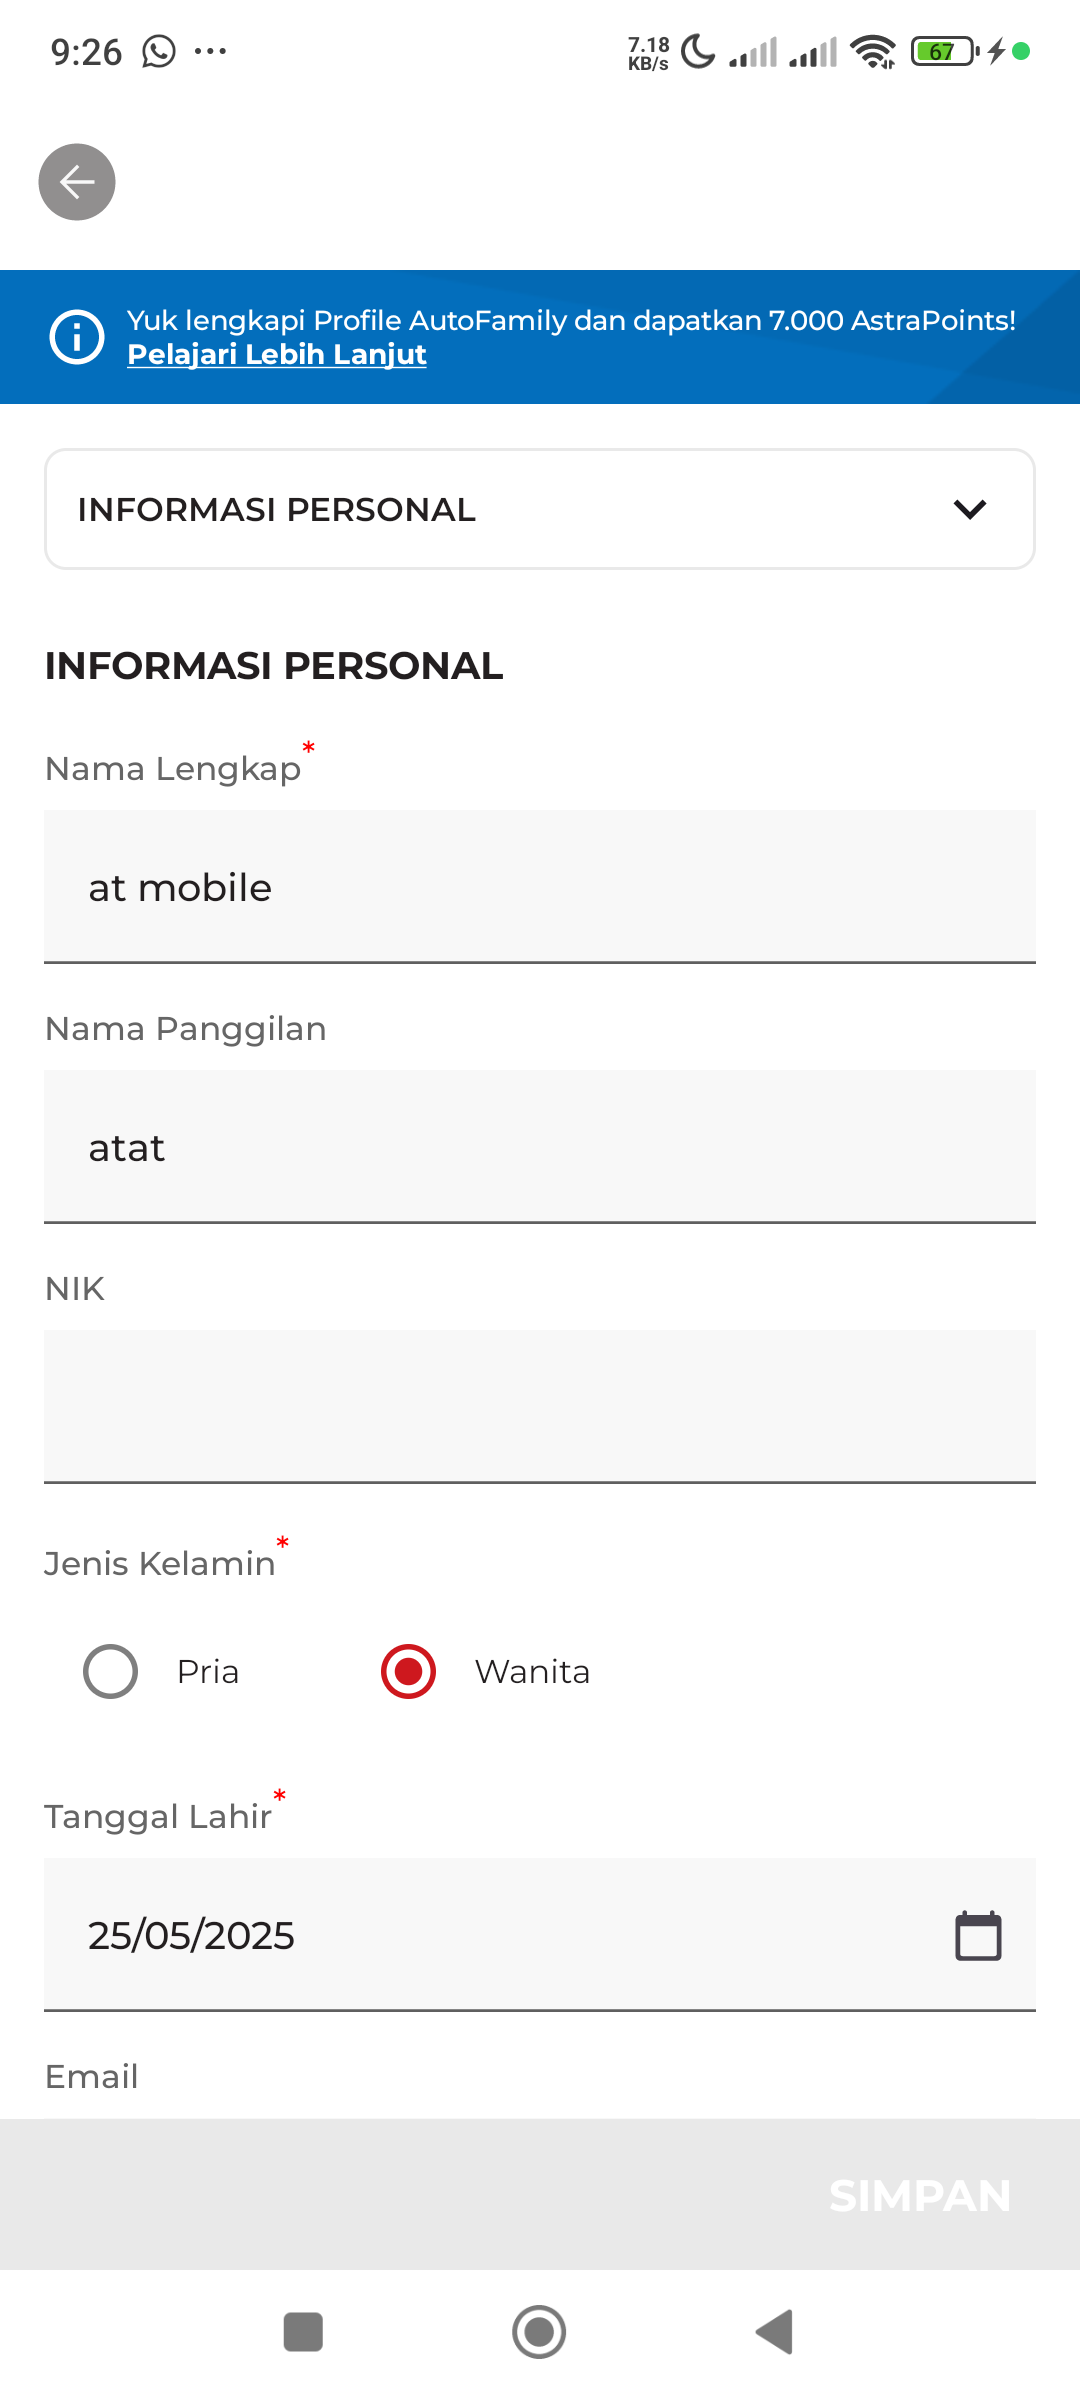 9:26
7.18
KB/s
67
Yuk lengkapi Profile AutoFamily dan dapatkan 7.000 AstraPoints!
Pelajari Lebih Lanjut
INFORMASI PERSONAL
INFORMASI PERSONAL
Nama Lengkap*
at mobile
Nama Panggilan
atat
NIK
Jenis Kelamin*
Pria
Wanita
Tanggal Lahir*
25/05/2025
Email
SIMPAN